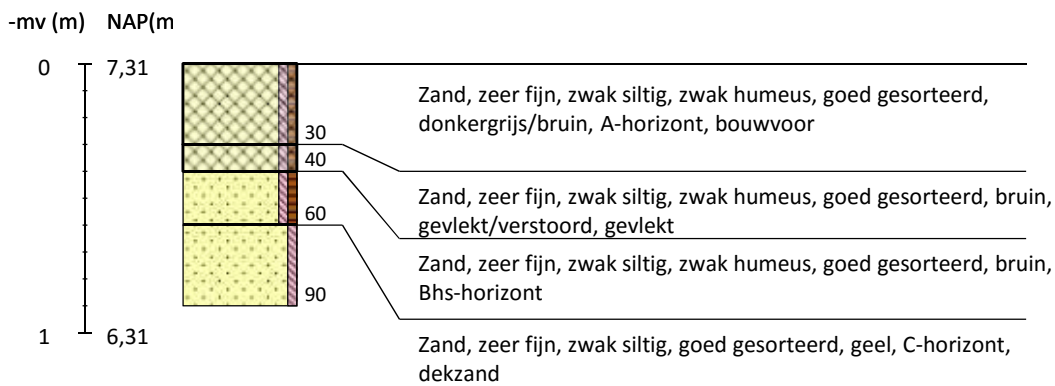 -mv (m) NAP(m
0 7,31
Zand, zeer fijn, zwak siltig, zwak humeus, goed gesorteerd,
donkergrijs/bruin, A-horizont, bouwvoor
30
40
Zand, zeer fijn, zwak siltig, zwak humeus, goed gesorteerd, bruin,
gevlekt/verstoord, gevlekt
60
Zand, zeer fijn, zwak siltig, zwak humeus, goed gesorteerd, bruin,
Bhs-horizont
90
1 6,31
Zand, zeer fijn, zwak siltig, goed gesorteerd, geel, C-horizont,
dekzand